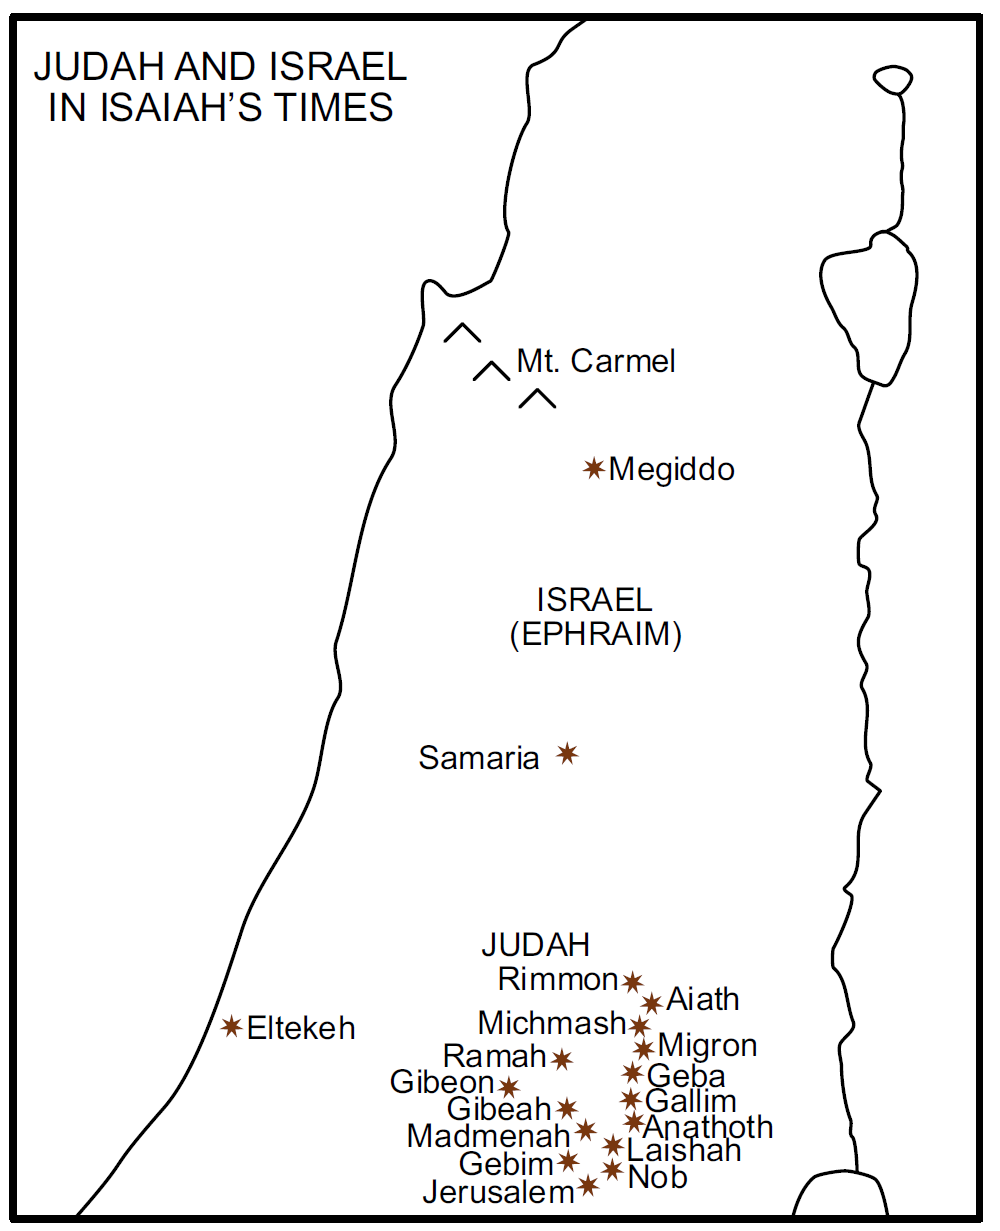 JUDAH AND ISRAEL
IN ISAIAH'S TIMES
Mt. Carmel
Megiddo
ISRAEL
(EPHRAIM)
Samaria
JUDAH
Rimmon
Aiath
Michmash
Eltekeh
Migron
Ramah
Geba
Gibeon
Gallim
Gibeah
Anathoth
Madmenah
Laishah
Gebim
Nob
Jerusalem